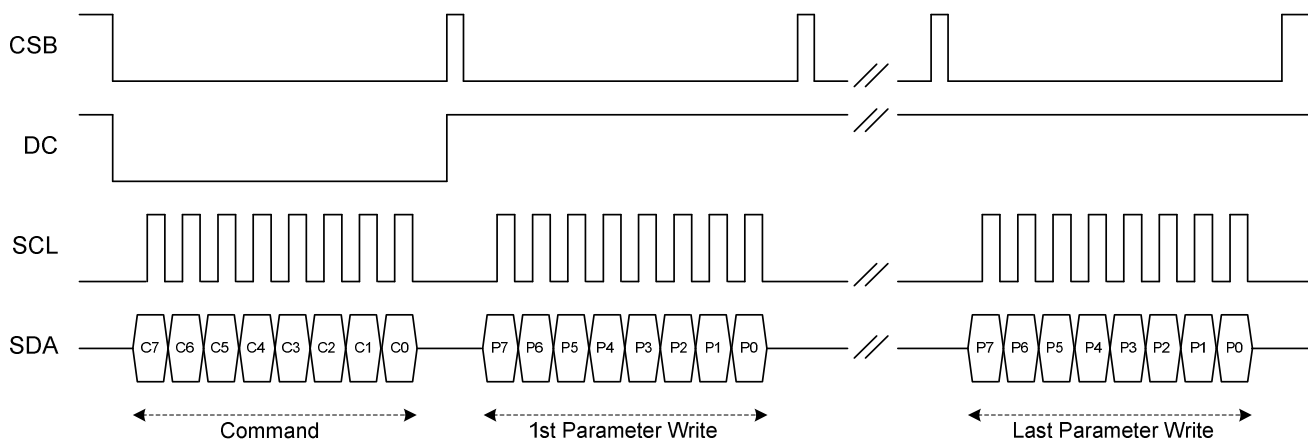 CSB
DC
SCL
SDA
C7 C6 C5 C4 C3 C2 C1 C0 P7 P6 P5 P4 P3 P2 P1 P0 P7 P6 P5 P4 P3 P2 P1 P0
Command 1st Parameter Write Last Parameter Write